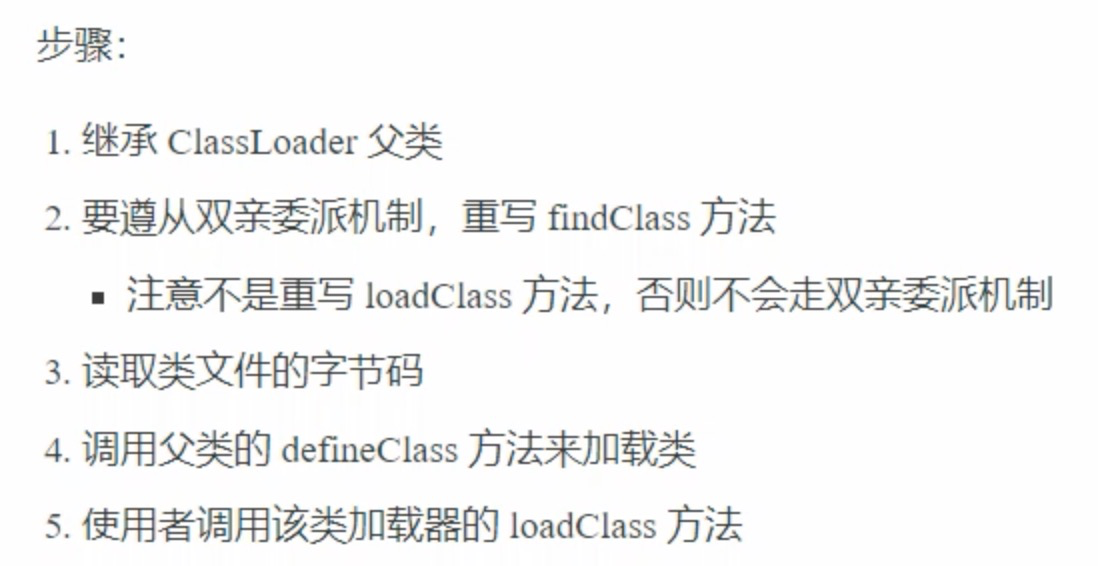 步骤：
1. 继承 ClassLoader 父类
2. 要遵从双亲委派机制，重写 findClass 方法
▪ 注意不是重写 loadClass 方法，否则不会走双亲委派机制
3. 读取类文件的字节码
4. 调用父类的 defineClass 方法来加载类
5. 使用者调用该类加载器的 loadClass 方法